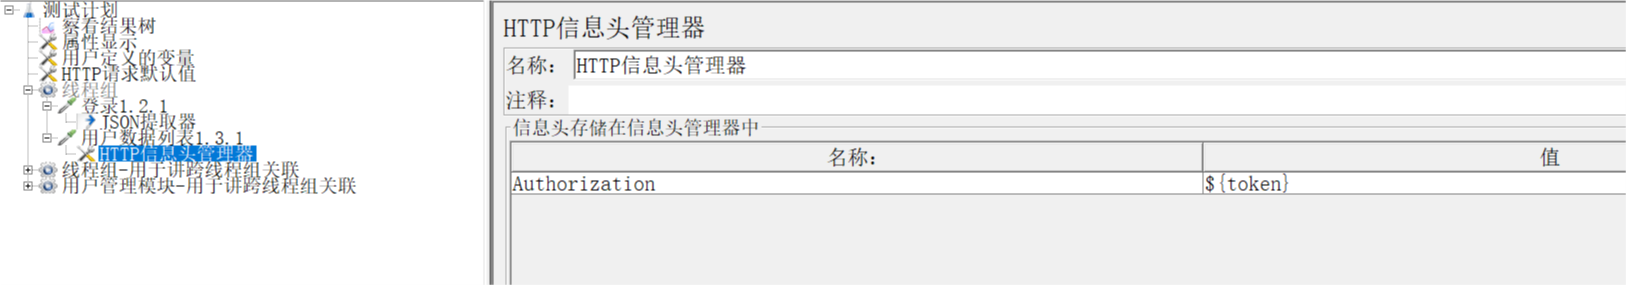 测试计划
察看结果树
属性显示
用户定义的变量
HTTP请求默认值
线程组
登录1.2.1
JSON提取器
用户数据列表1.3.1
HTTP信息头管理器
线程组-用于讲跨线程组关联
用户管理模块-用于讲跨线程组关联
HTTP信息头管理器
名称： HTTP信息头管理器
注释：
信息头存储在信息头管理器中
名称： 值
Authorization ${token}